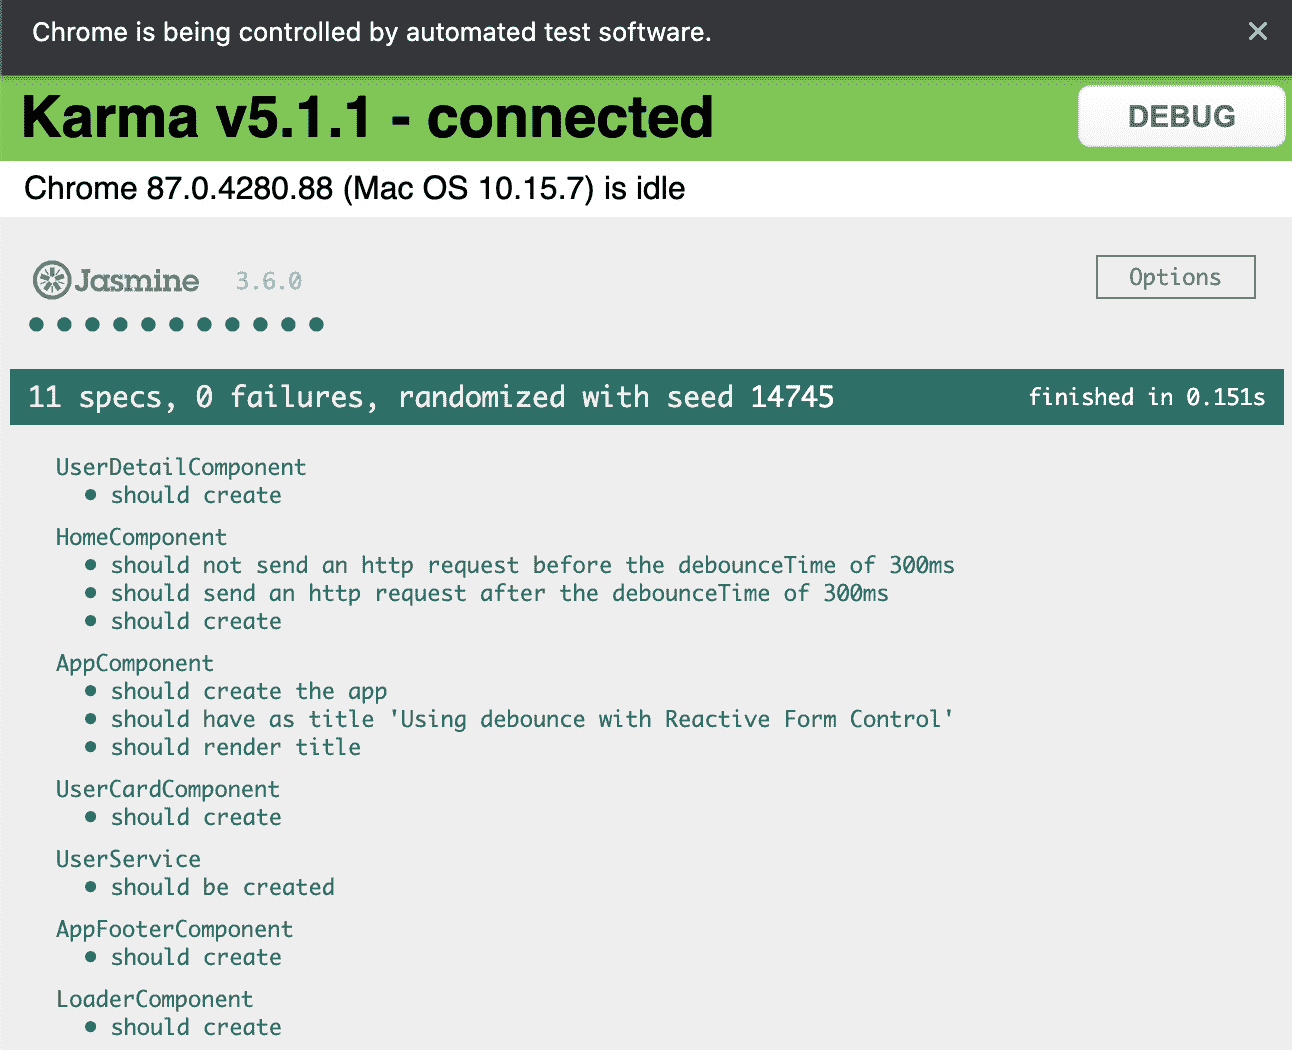 Chrome is being controlled by automated test software.
Karma v5.1.1 - connected
DEBUG
Chrome 87.0.4280.88 (Mac OS 10.15.7) is idle
Jasmine 3.6.0
Options
11 specs, 0 failures, randomized with seed 14745
finished in 0.151s
UserDetailComponent
• should create
HomeComponent
• should not send an http request before the debounceTime of 300ms
• should send an http request after the debounceTime of 300ms
• should create
AppComponent
• should create the app
• should have as title 'Using debounce with Reactive Form Control'
• should render title
UserCardComponent
• should create
UserService
• should be created
AppFooterComponent
• should create
LoaderComponent
• should create